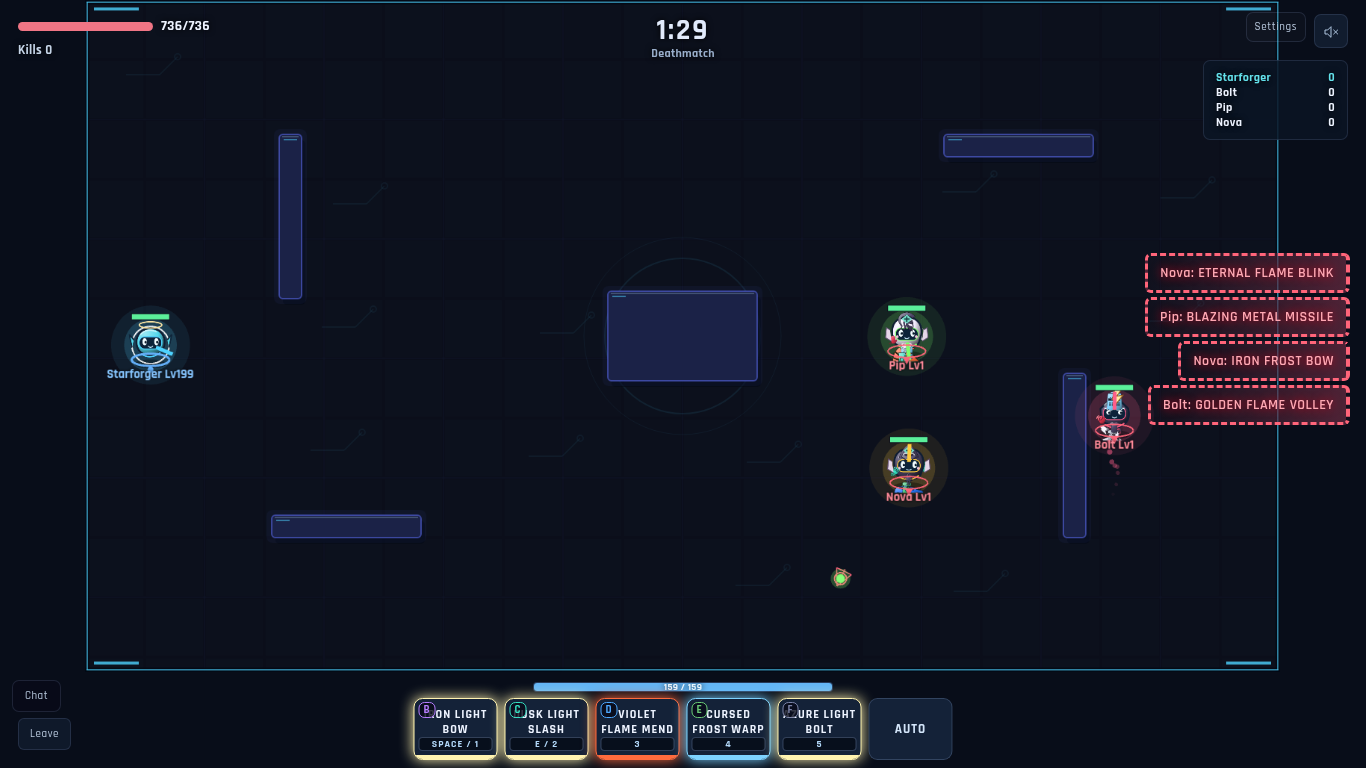 736/736
Kills 0
1:29
Deathmatch
Settings
Starforger 0
Bolt 0
Pip 0
Nova 0
Nova: ETERNAL FLAME BLINK
Pip: BLAZING METAL MISSILE
Nova: IRON FROST BOW
Bolt: GOLDEN FLAME VOLLEY
Starforger Lv199
Pip Lv1
Bolt Lv1
Nova Lv1
Chat
Leave
159 / 159
B
LIGHT
BOW
SPACE / 1
C
LIGHT
SLASH
E / 2
D
VIOLET
FLAME MEND
3
E
CURSED
FROST WARP
4
F
LIGHT
BOLT
5
AUTO